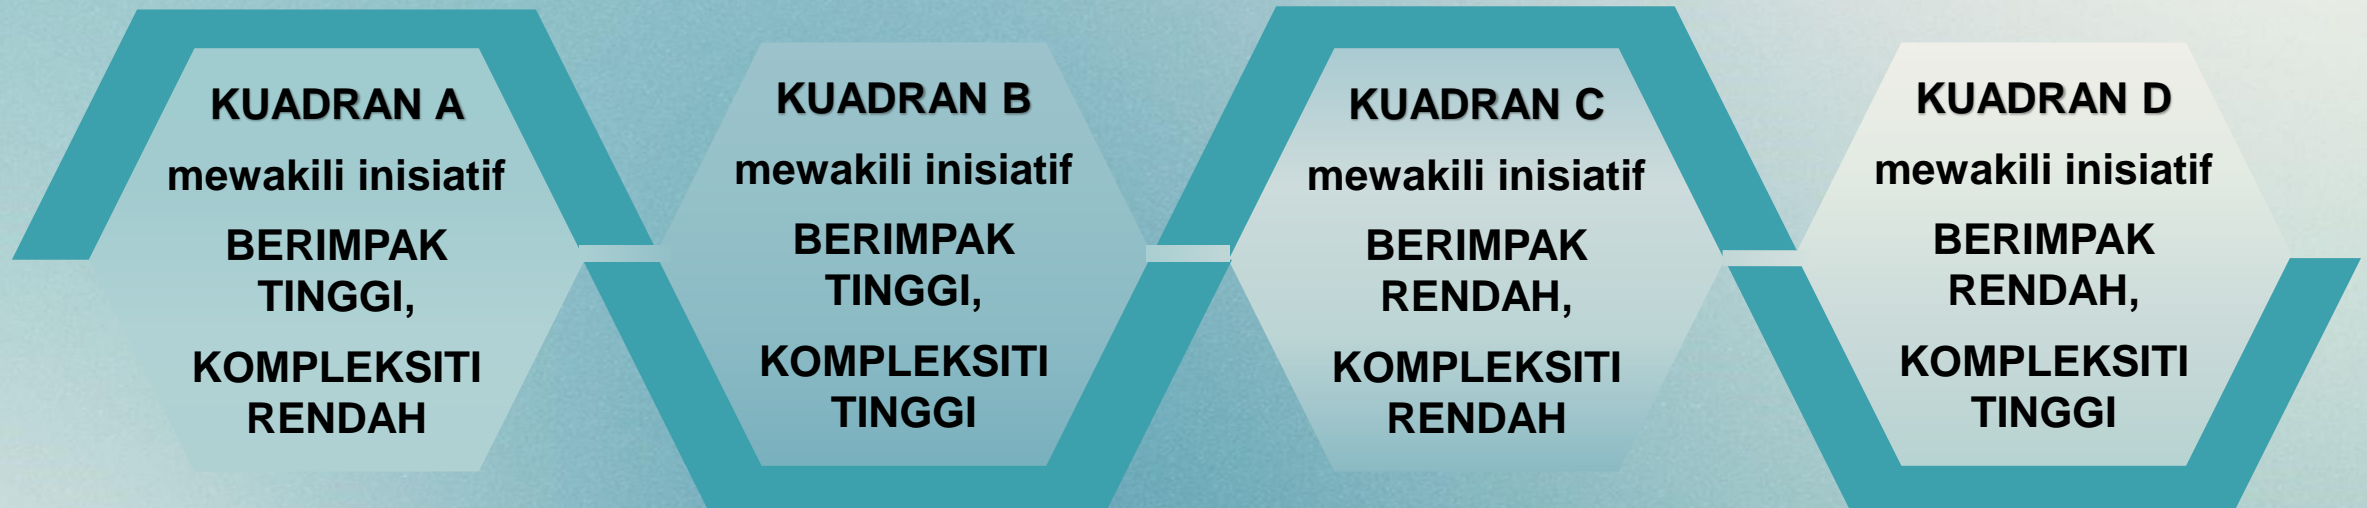 KUADRAN A
mewakili inisiatif
BERIMPAK
TINGGI,
KOMPLEKSITI
RENDAH
KUADRAN B
mewakili inisiatif
BERIMPAK
TINGGI,
KOMPLEKSITI
TINGGI
KUADRAN C
mewakili inisiatif
BERIMPAK
RENDAH,
KOMPLEKSITI
RENDAH
KUADRAN D
mewakili inisiatif
BERIMPAK
RENDAH,
KOMPLEKSITI
TINGGI